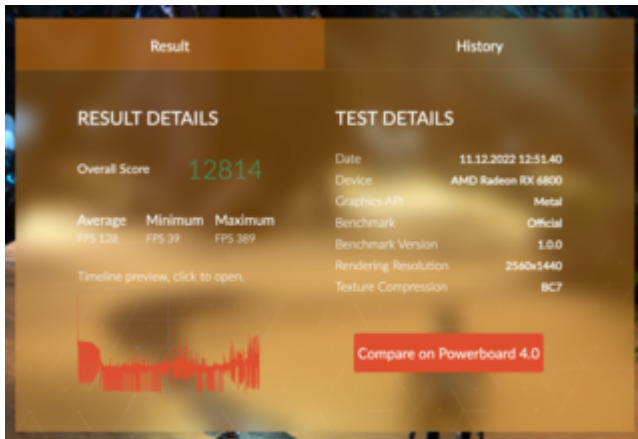 Result
History
RESULT DETAILS
Overall Score 12814
Average Minimum Maximum
FPS 128 FPS 39 FPS 389
Timeline preview, click to open.
TEST DETAILS
Date 11.12.2022 12:51.40
Device AMD Radeon RX 6800
Graphics API Metal
Benchmark Official
Benchmark Version 1.0.0
Rendering Resolution 2560x1440
Texture Compression BC7
Compare on Powerboard 4.0